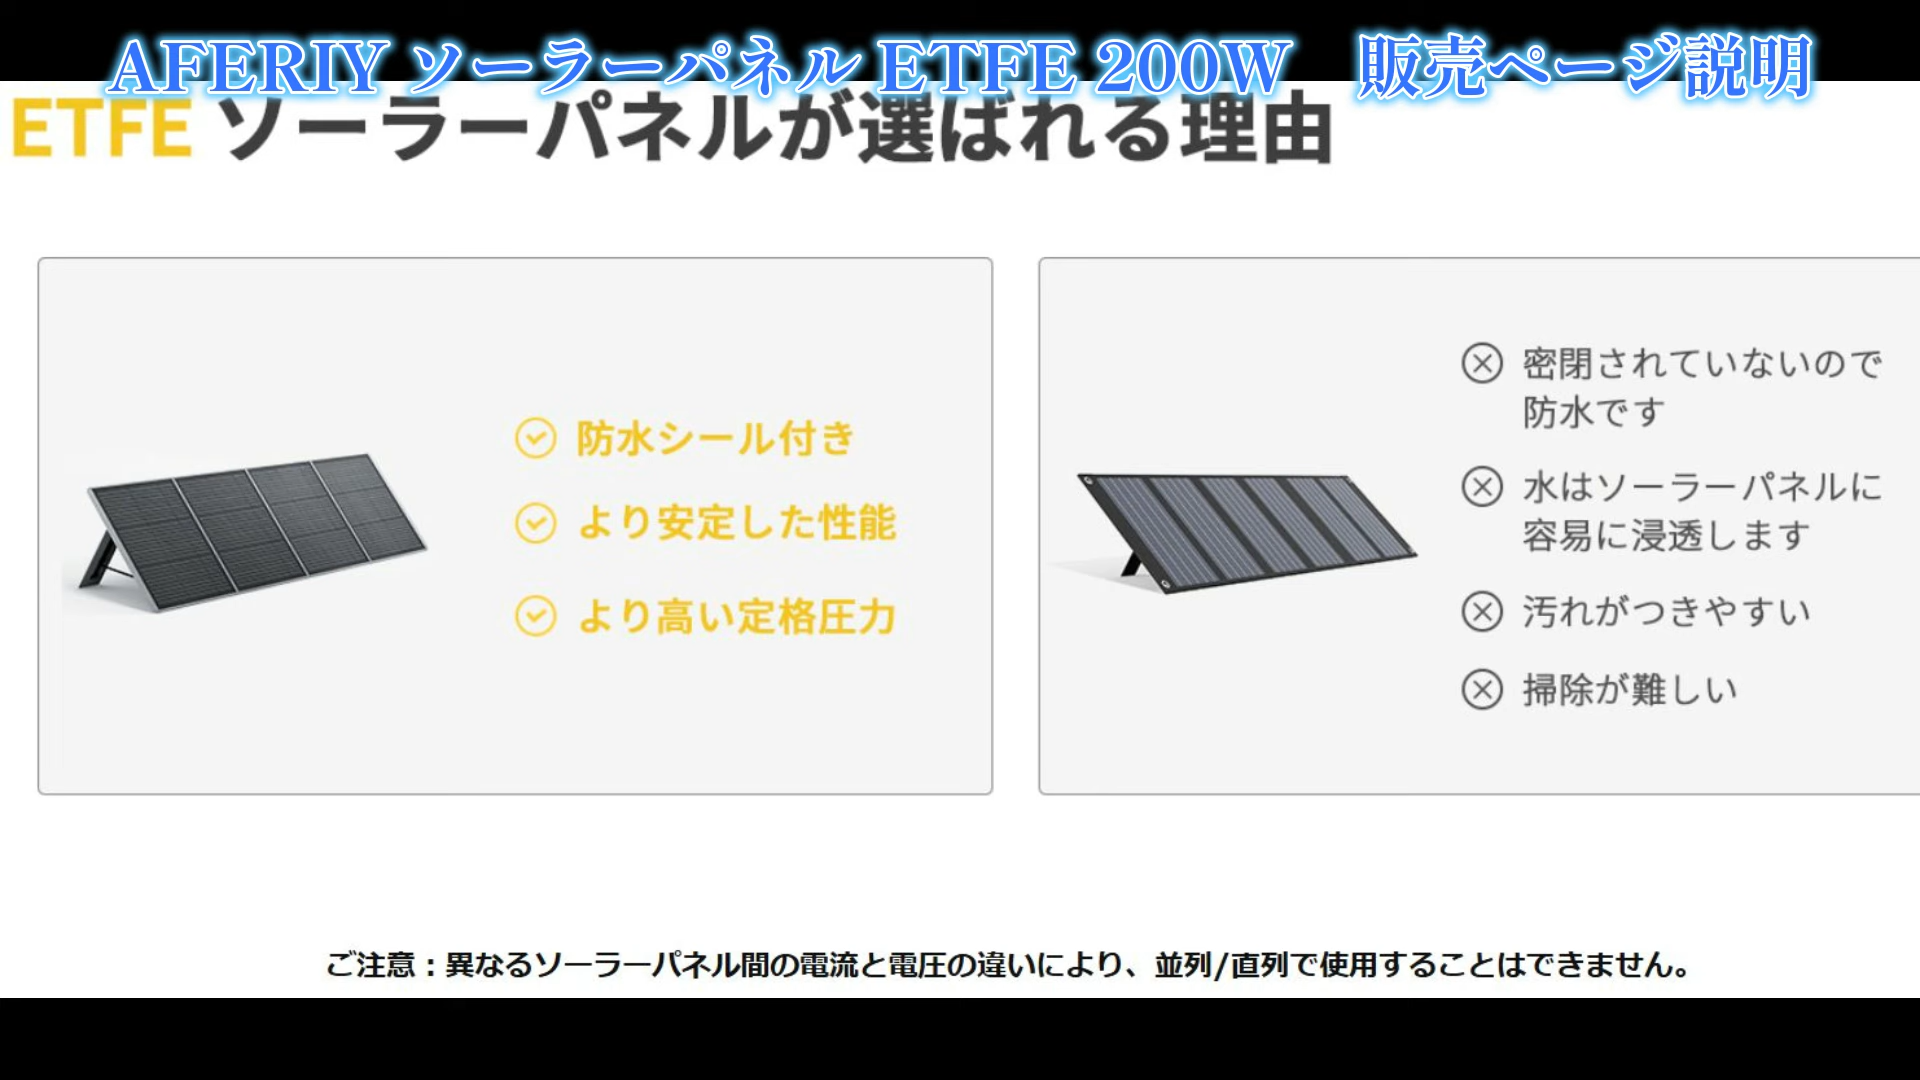 AFERIY ソーラーパネル ETFE 200W　販売ページ説明
ETFE ソーラーパネルが選ばれる理由
防水シール付き
より安定した性能
より高い定格圧力
密閉されていないので
防水です
水はソーラーパネルに
容易に浸透します
汚れがつきやすい
掃除が難しい
ご注意：異なるソーラーパネル間の電流と電圧の違いにより、並列/直列で使用することはできません。